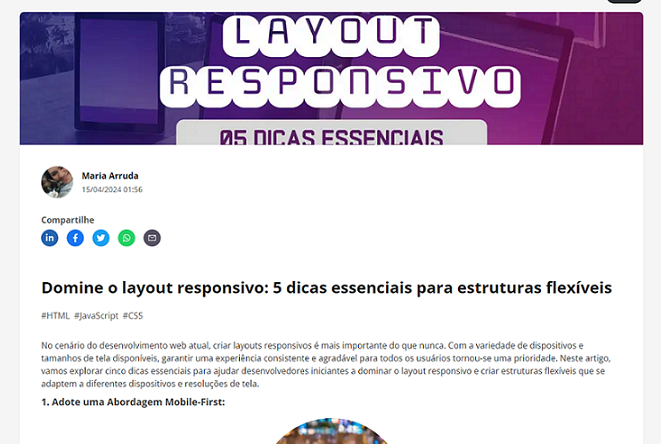 LAYOUT
RESPONSIVO
05 DICAS ESSENCIAIS
Maria Arruda
15/04/2024 01:56
Compartilhe
in
Domine o layout responsivo: 5 dicas essenciais para estruturas flexíveis
#HTML #JavaScript #CSS
No cenário do desenvolvimento web atual, criar layouts responsivos é mais importante do que nunca. Com a variedade de dispositivos e
tamanhos de tela disponíveis, garantir uma experiência consistente e agradável para todos os usuários tornou-se uma prioridade. Neste artigo,
vamos explorar cinco dicas essenciais para ajudar desenvolvedores iniciantes a dominar o layout responsivo e criar estruturas flexíveis que se
adaptem a diferentes dispositivos e resoluções de tela.
1. Adote uma Abordagem Mobile-First: